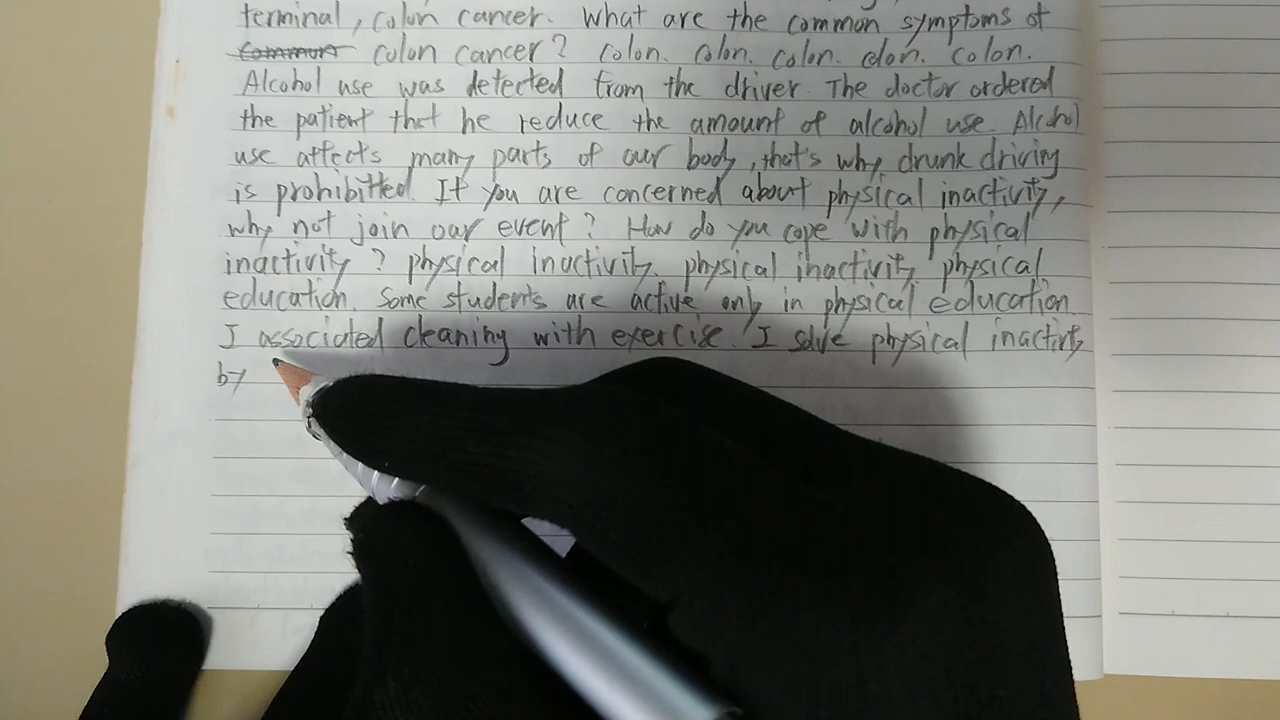 terminal, colon cancer. What are the common symptoms of
common colon cancer? colon. colon. colon. colon. colon.
Alcohol use was detected from the driver. The doctor ordered
the patient that he reduce the amount of alcohol use. Alcohol
use affects many parts of our body, that's why drunk driving
is prohibitted. If you are concerned about physical inactivity,
why not join our event? How do you cope with physical
inactivity? physical inactivity. physical inactivity physical
education. Some students are active only in physical education.
I associated cleaning with exercise. I solve physical inactivity
by